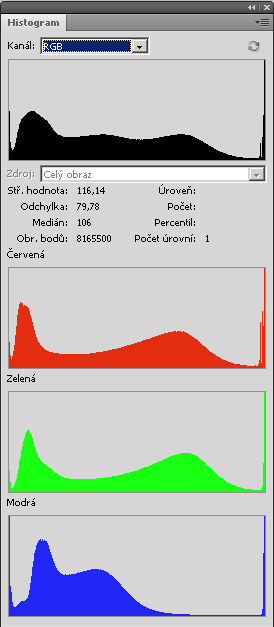 Histogram
Kanál: RGB
Zdroj: Celý obraz
Stř. hodnota: 116,14 Úroveň:
Odchylka: 79,78 Počet:
Medián: 106 Percentil:
Obr. bodů: 8165500 Počet úrovní: 1
Červená
Zelená
Modrá